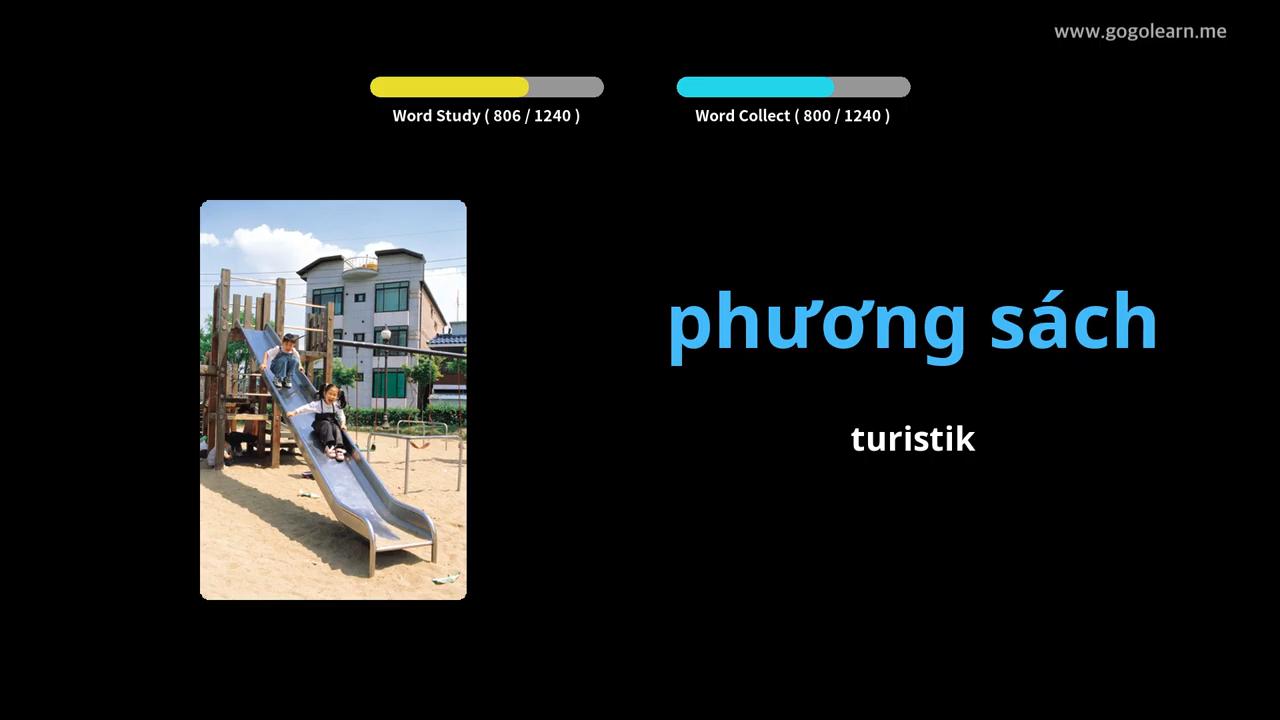 www.gogolearn.me
Word Study ( 806 / 1240 )
Word Collect ( 800 / 1240 )
phương sách
turistik